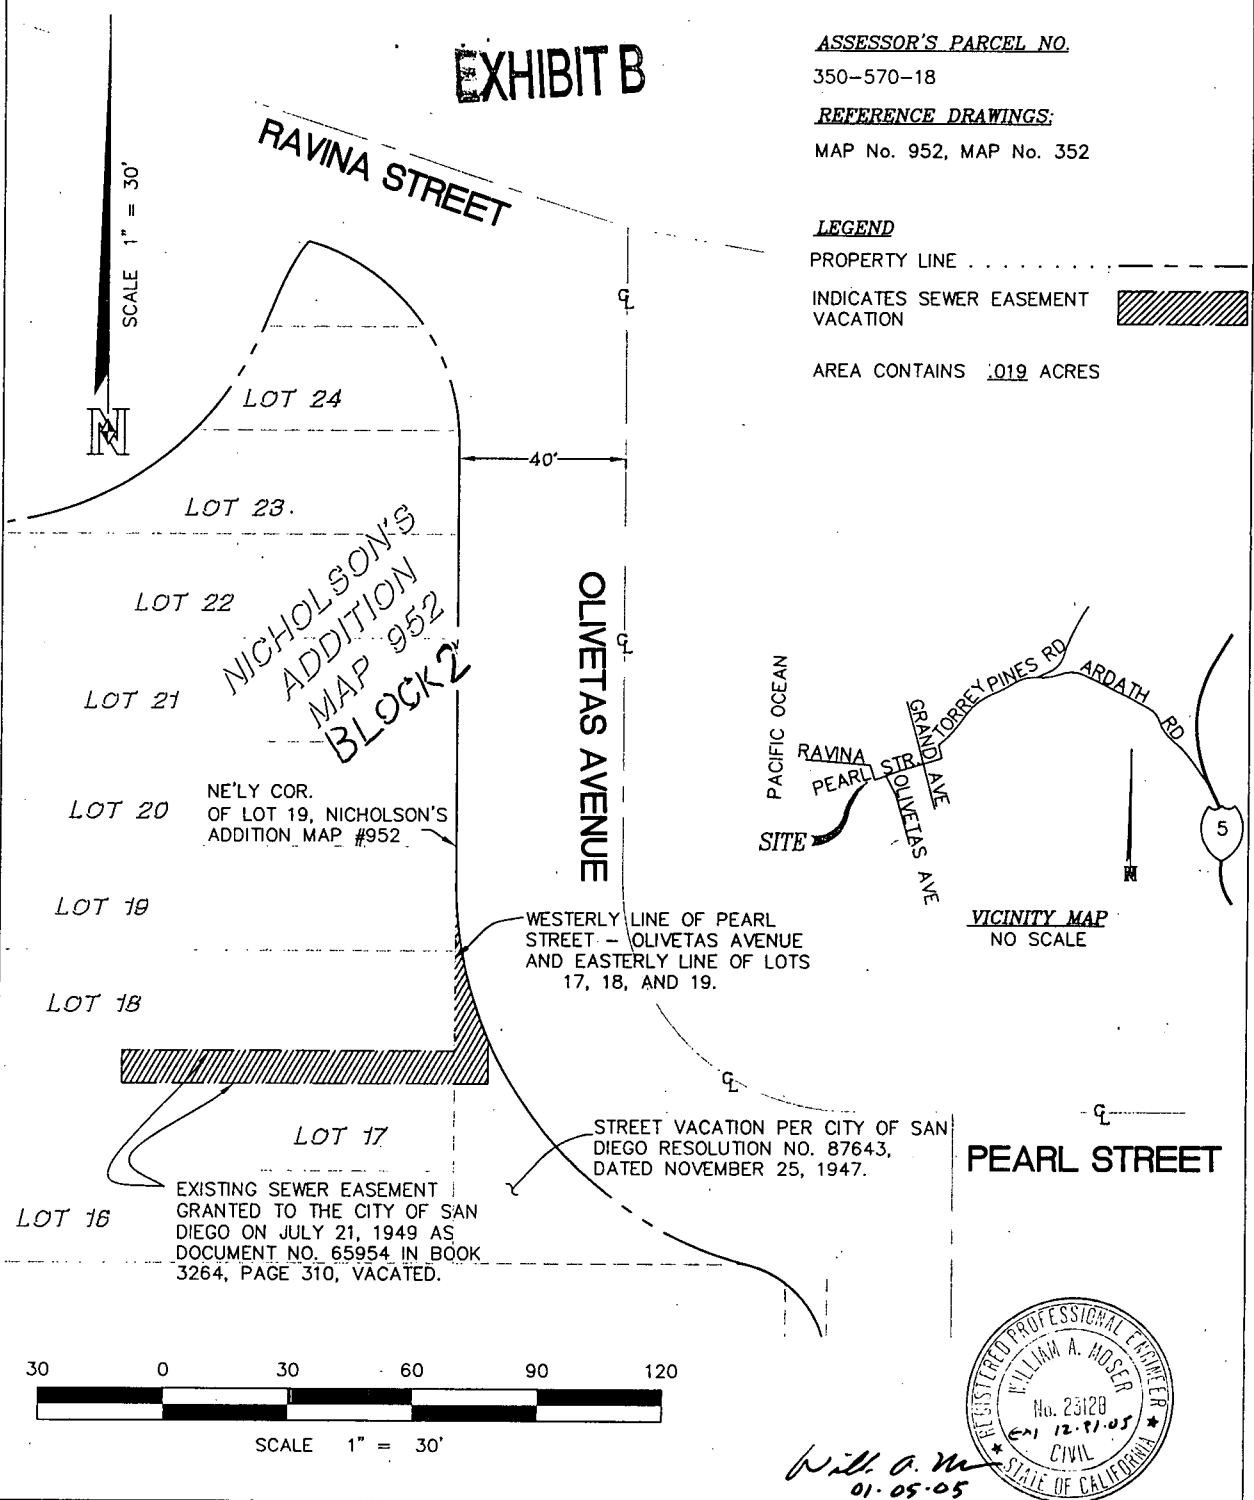 EXHIBIT B
ASSESSOR'S PARCEL NO.
350-570-18
REFERENCE DRAWINGS:
MAP No. 952, MAP No. 352
LEGEND
PROPERTY LINE . . . . . . . . . .
INDICATES SEWER EASEMENT
VACATION
AREA CONTAINS .019 ACRES
SCALE 1" = 30'
N
RAVINA STREET
℄
LOT 24
40'
LOT 23
LOT 22
NICHOLSON'S
ADDITION
MAP 952
BLOCK 2
LOT 21
OLIVETAS AVENUE
℄
NE'LY COR.
OF LOT 19, NICHOLSON'S
ADDITION MAP #952
LOT 20
LOT 19
WESTERLY LINE OF PEARL
STREET - OLIVETAS AVENUE
AND EASTERLY LINE OF LOTS
17, 18, AND 19.
LOT 18
PACIFIC OCEAN
RAVINA
PEARL STR.
GRAND AVE
OLIVETAS AVE
TORREY PINES RD
ARDATH RD
5
SITE
N
VICINITY MAP
NO SCALE
℄
℄
PEARL STREET
STREET VACATION PER CITY OF SAN
DIEGO RESOLUTION NO. 87643,
DATED NOVEMBER 25, 1947.
LOT 17
EXISTING SEWER EASEMENT
GRANTED TO THE CITY OF SAN
DIEGO ON JULY 21, 1949 AS
DOCUMENT NO. 65954 IN BOOK
3264, PAGE 310, VACATED.
LOT 16
30 0 30 60 90 120
SCALE 1" = 30'
REGISTERED PROFESSIONAL ENGINEER
WILLIAM A. MOSER
No. 23128
12·31·05
CIVIL
STATE OF CALIFORNIA
Will. A. M
01·05·05